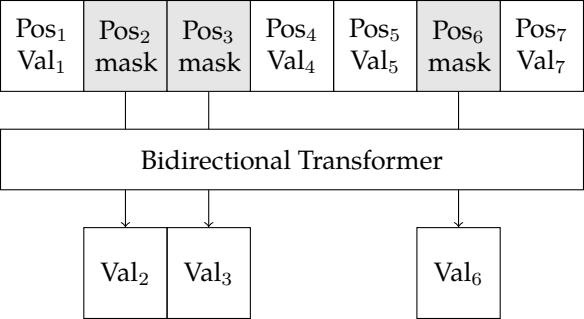 Pos₁ Pos₂ Pos₃ Pos₄ Pos₅ Pos₆ Pos₇
Val₁ mask mask Val₄ Val₅ mask Val₇
Bidirectional Transformer
Val₂ Val₃ Val₆